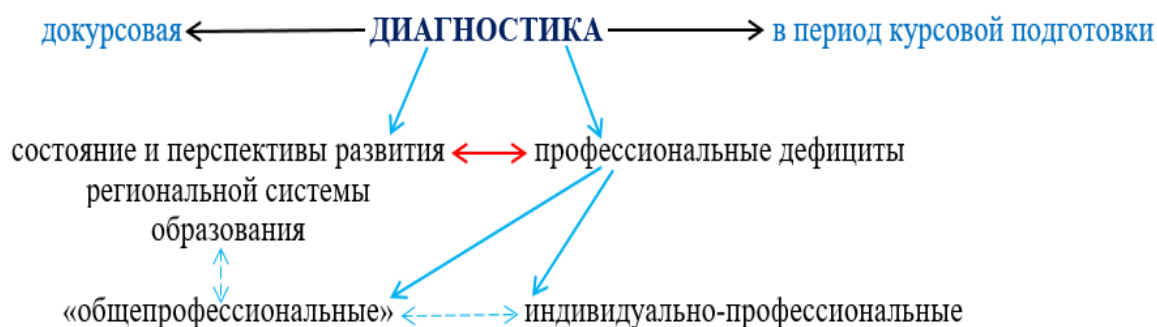 докурсовая ДИАГНОСТИКА в период курсовой подготовки
состояние и перспективы развития профессиональные дефициты
региональной системы
образования
«общепрофессиональные» индивидуально-профессиональные